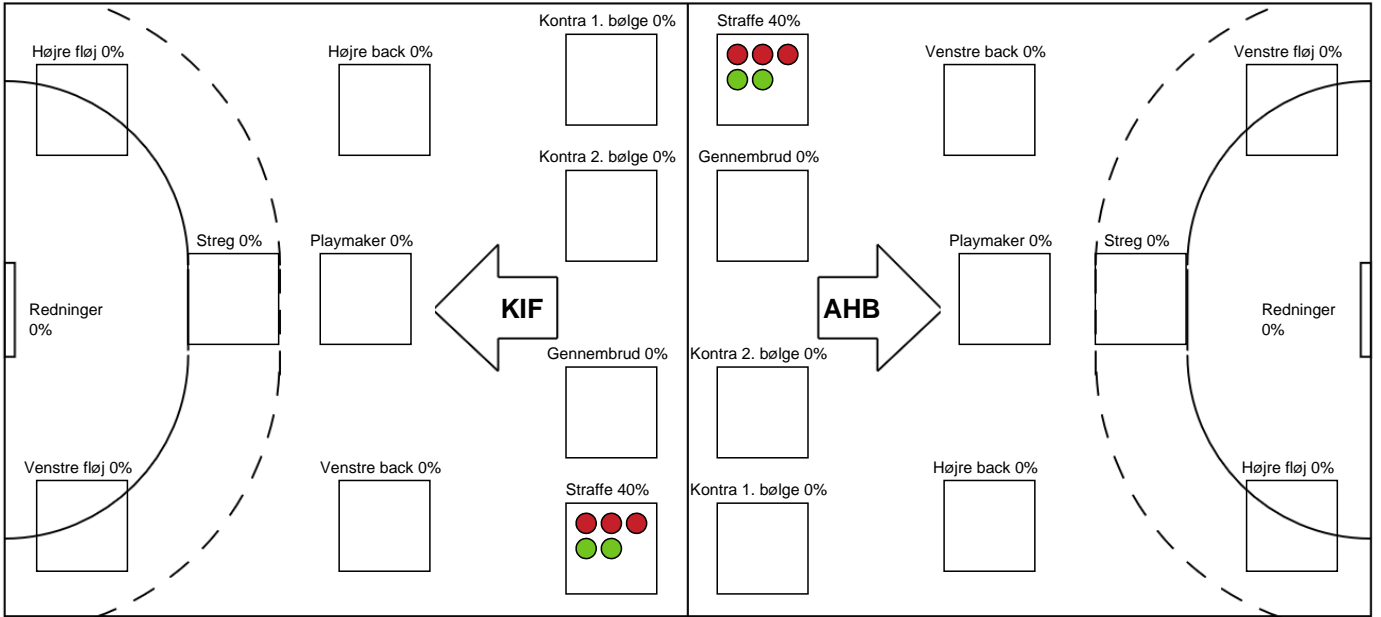 Kontra 1. bølge 0%
Straffe 40%
Højre fløj 0%
Højre back 0%
Venstre back 0%
Venstre fløj 0%
Kontra 2. bølge 0%
Gennembrud 0%
Streg 0%
Playmaker 0%
Playmaker 0%
Streg 0%
Redninger
0%
KIF
AHB
Redninger
0%
Gennembrud 0%
Kontra 2. bølge 0%
Venstre fløj 0%
Venstre back 0%
Højre back 0%
Højre fløj 0%
Straffe 40%
Kontra 1. bølge 0%